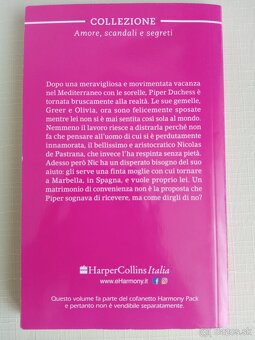 COLLEZIONE
Amore, scandali e segreti
Dopo una meravigliosa e movimentata vacanza
nel Mediterraneo con le sorelle, Piper Duchess è
tornata bruscamente alla realtà. Le sue gemelle,
Greer e Olivia, ora sono felicemente sposate
mentre lei non si è mai sentita così sola al mondo.
Nemmeno il lavoro riesce a distrarla perchè non
fa che pensare all'uomo di cui si è perdutamente
innamorata, il bellissimo e aristocratico Nicolas
de Pastrana, che invece l'ha respinta senza pietà.
Adesso però Nic ha un disperato bisogno del suo
aiuto: gli serve una finta moglie con cui tornare
a Marbella, in Spagna, e vuole proprio lei. Un
matrimonio di convenienza non è la proposta che
Piper sognava di ricevere, ma come dirgli di no?
HarperCollins Italia
www.eHarmony.it
Questo volume fa parte del cofanetto Harmony Pack
e pertanto non è vendibile separatamente.